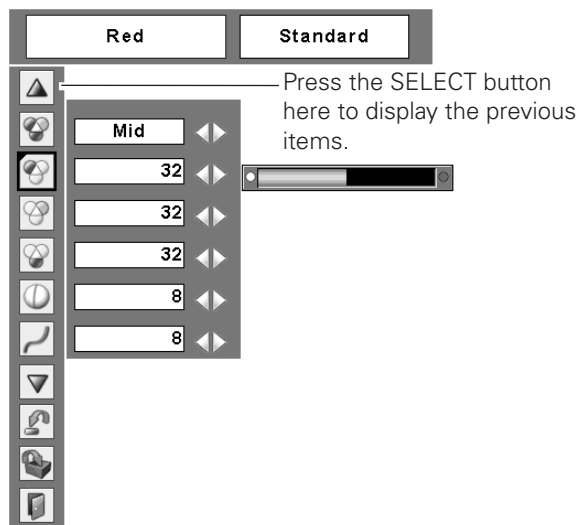 Red
Standard
Press the SELECT button
here to display the previous
items.
Mid
32
32
32
8
8